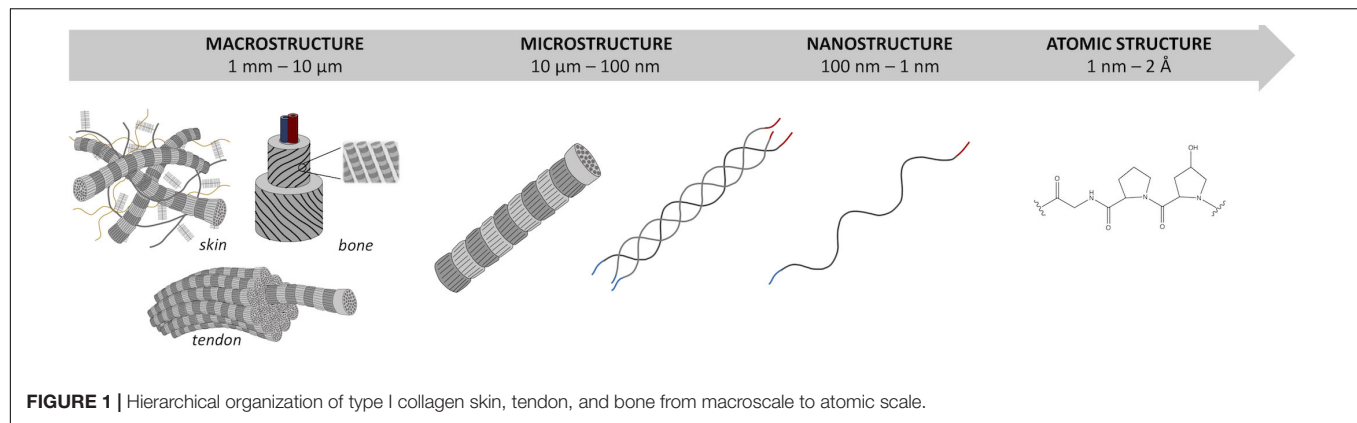 MACROSTRUCTURE
1 mm – 10 µm
MICROSTRUCTURE
10 µm – 100 nm
NANOSTRUCTURE
100 nm – 1 nm
ATOMIC STRUCTURE
1 nm – 2 Å
skin
bone
tendon
OH
O
H
N
O
N
O
N
FIGURE 1 | Hierarchical organization of type I collagen skin, tendon, and bone from macroscale to atomic scale.